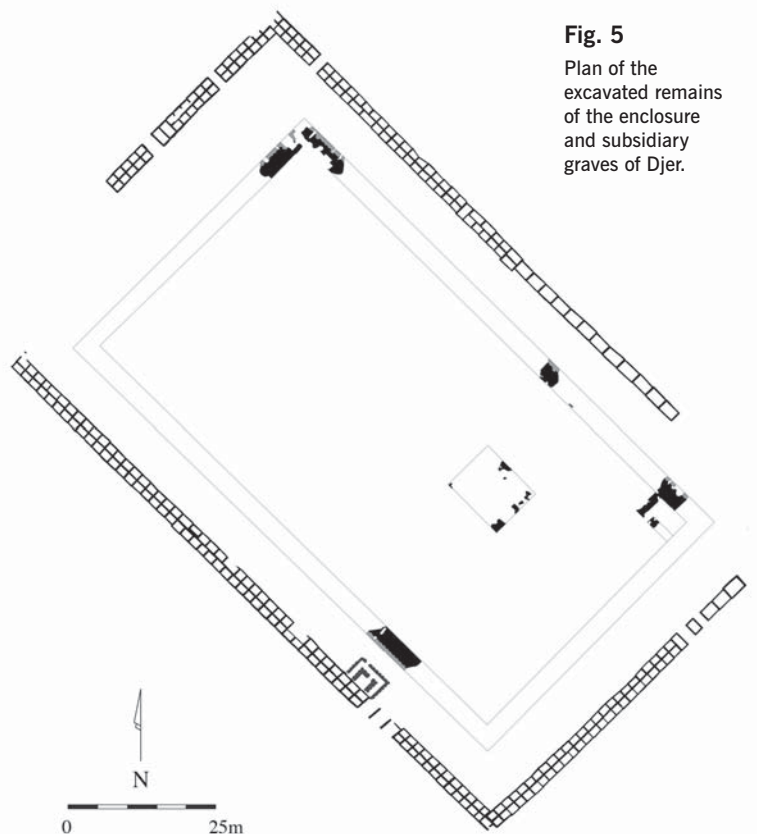 Fig. 5
Plan of the
excavated remains
of the enclosure
and subsidiary
graves of Djer.
N
0 25m